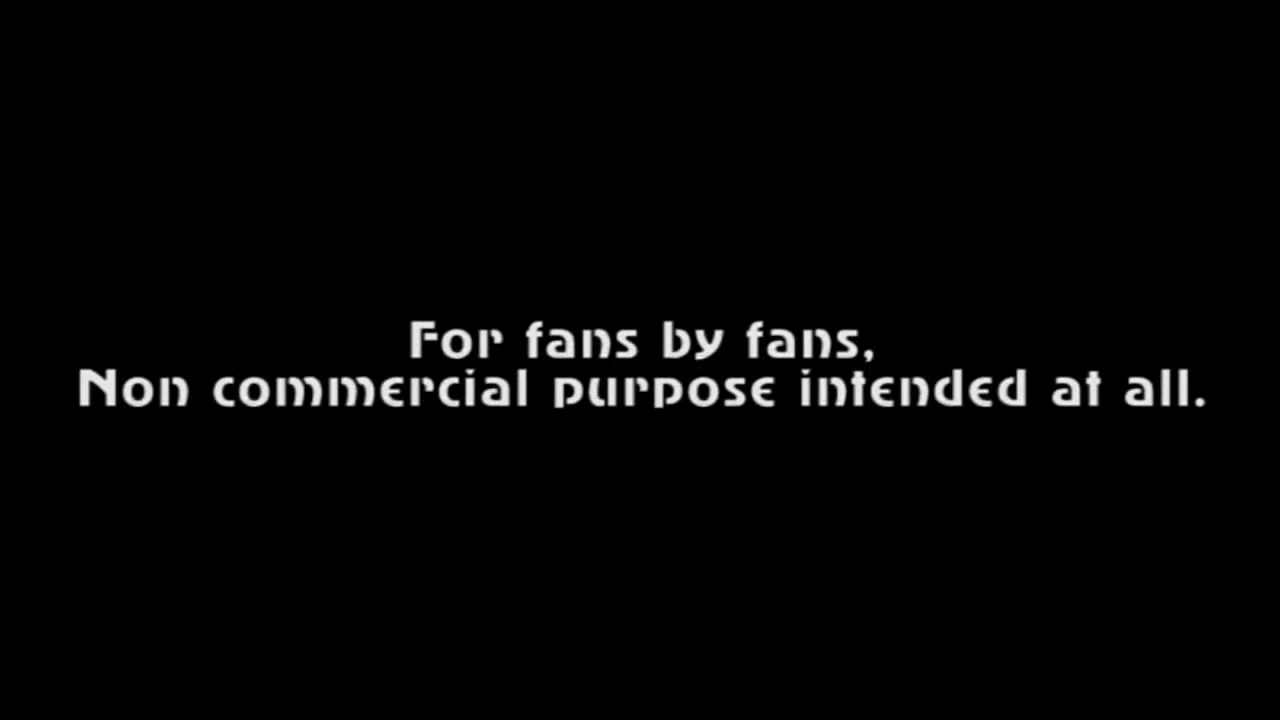 For fans by fans,
Non commercial purpose intended at all.